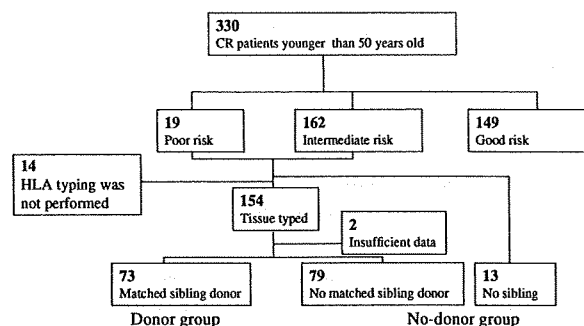 330
CR patients younger than 50 years old
19
Poor risk
162
Intermediate risk
149
Good risk
14
HLA typing was
not performed
154
Tissue typed
2
Insufficient data
73
Matched sibling donor
79
No matched sibling donor
13
No sibling
Donor group
No-donor group